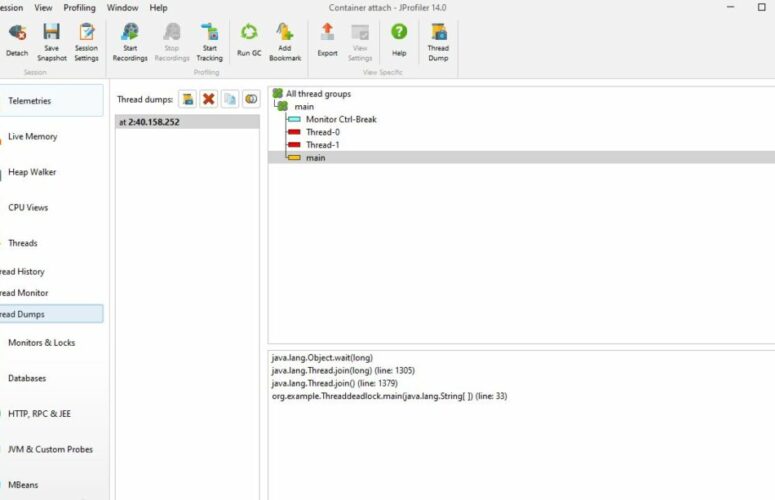 Container attach - JProfiler 14.0
ession View Profiling Window Help
Detach
Save Snapshot
Session Settings
Start Recordings
Stop Recordings
Start Tracking
Run GC
Add Bookmark
Export
View Settings
Help
Thread Dump
Session
Profiling
View Specific
Telemetries
Live Memory
Heap Walker
CPU Views
Threads
read History
read Monitor
read Dumps
Monitors & Locks
Databases
HTTP, RPC & JEE
JVM & Custom Probes
MBeans
Thread dumps:
at 2:40.158.252
All thread groups
main
Monitor Ctrl-Break
Thread-0
Thread-1
main
java.lang.Object.wait(long)
java.lang.Thread.join(long) (line: 1305)
java.lang.Thread.join() (line: 1379)
org.example.Threaddeadlock.main(java.lang.String[ ]) (line: 33)